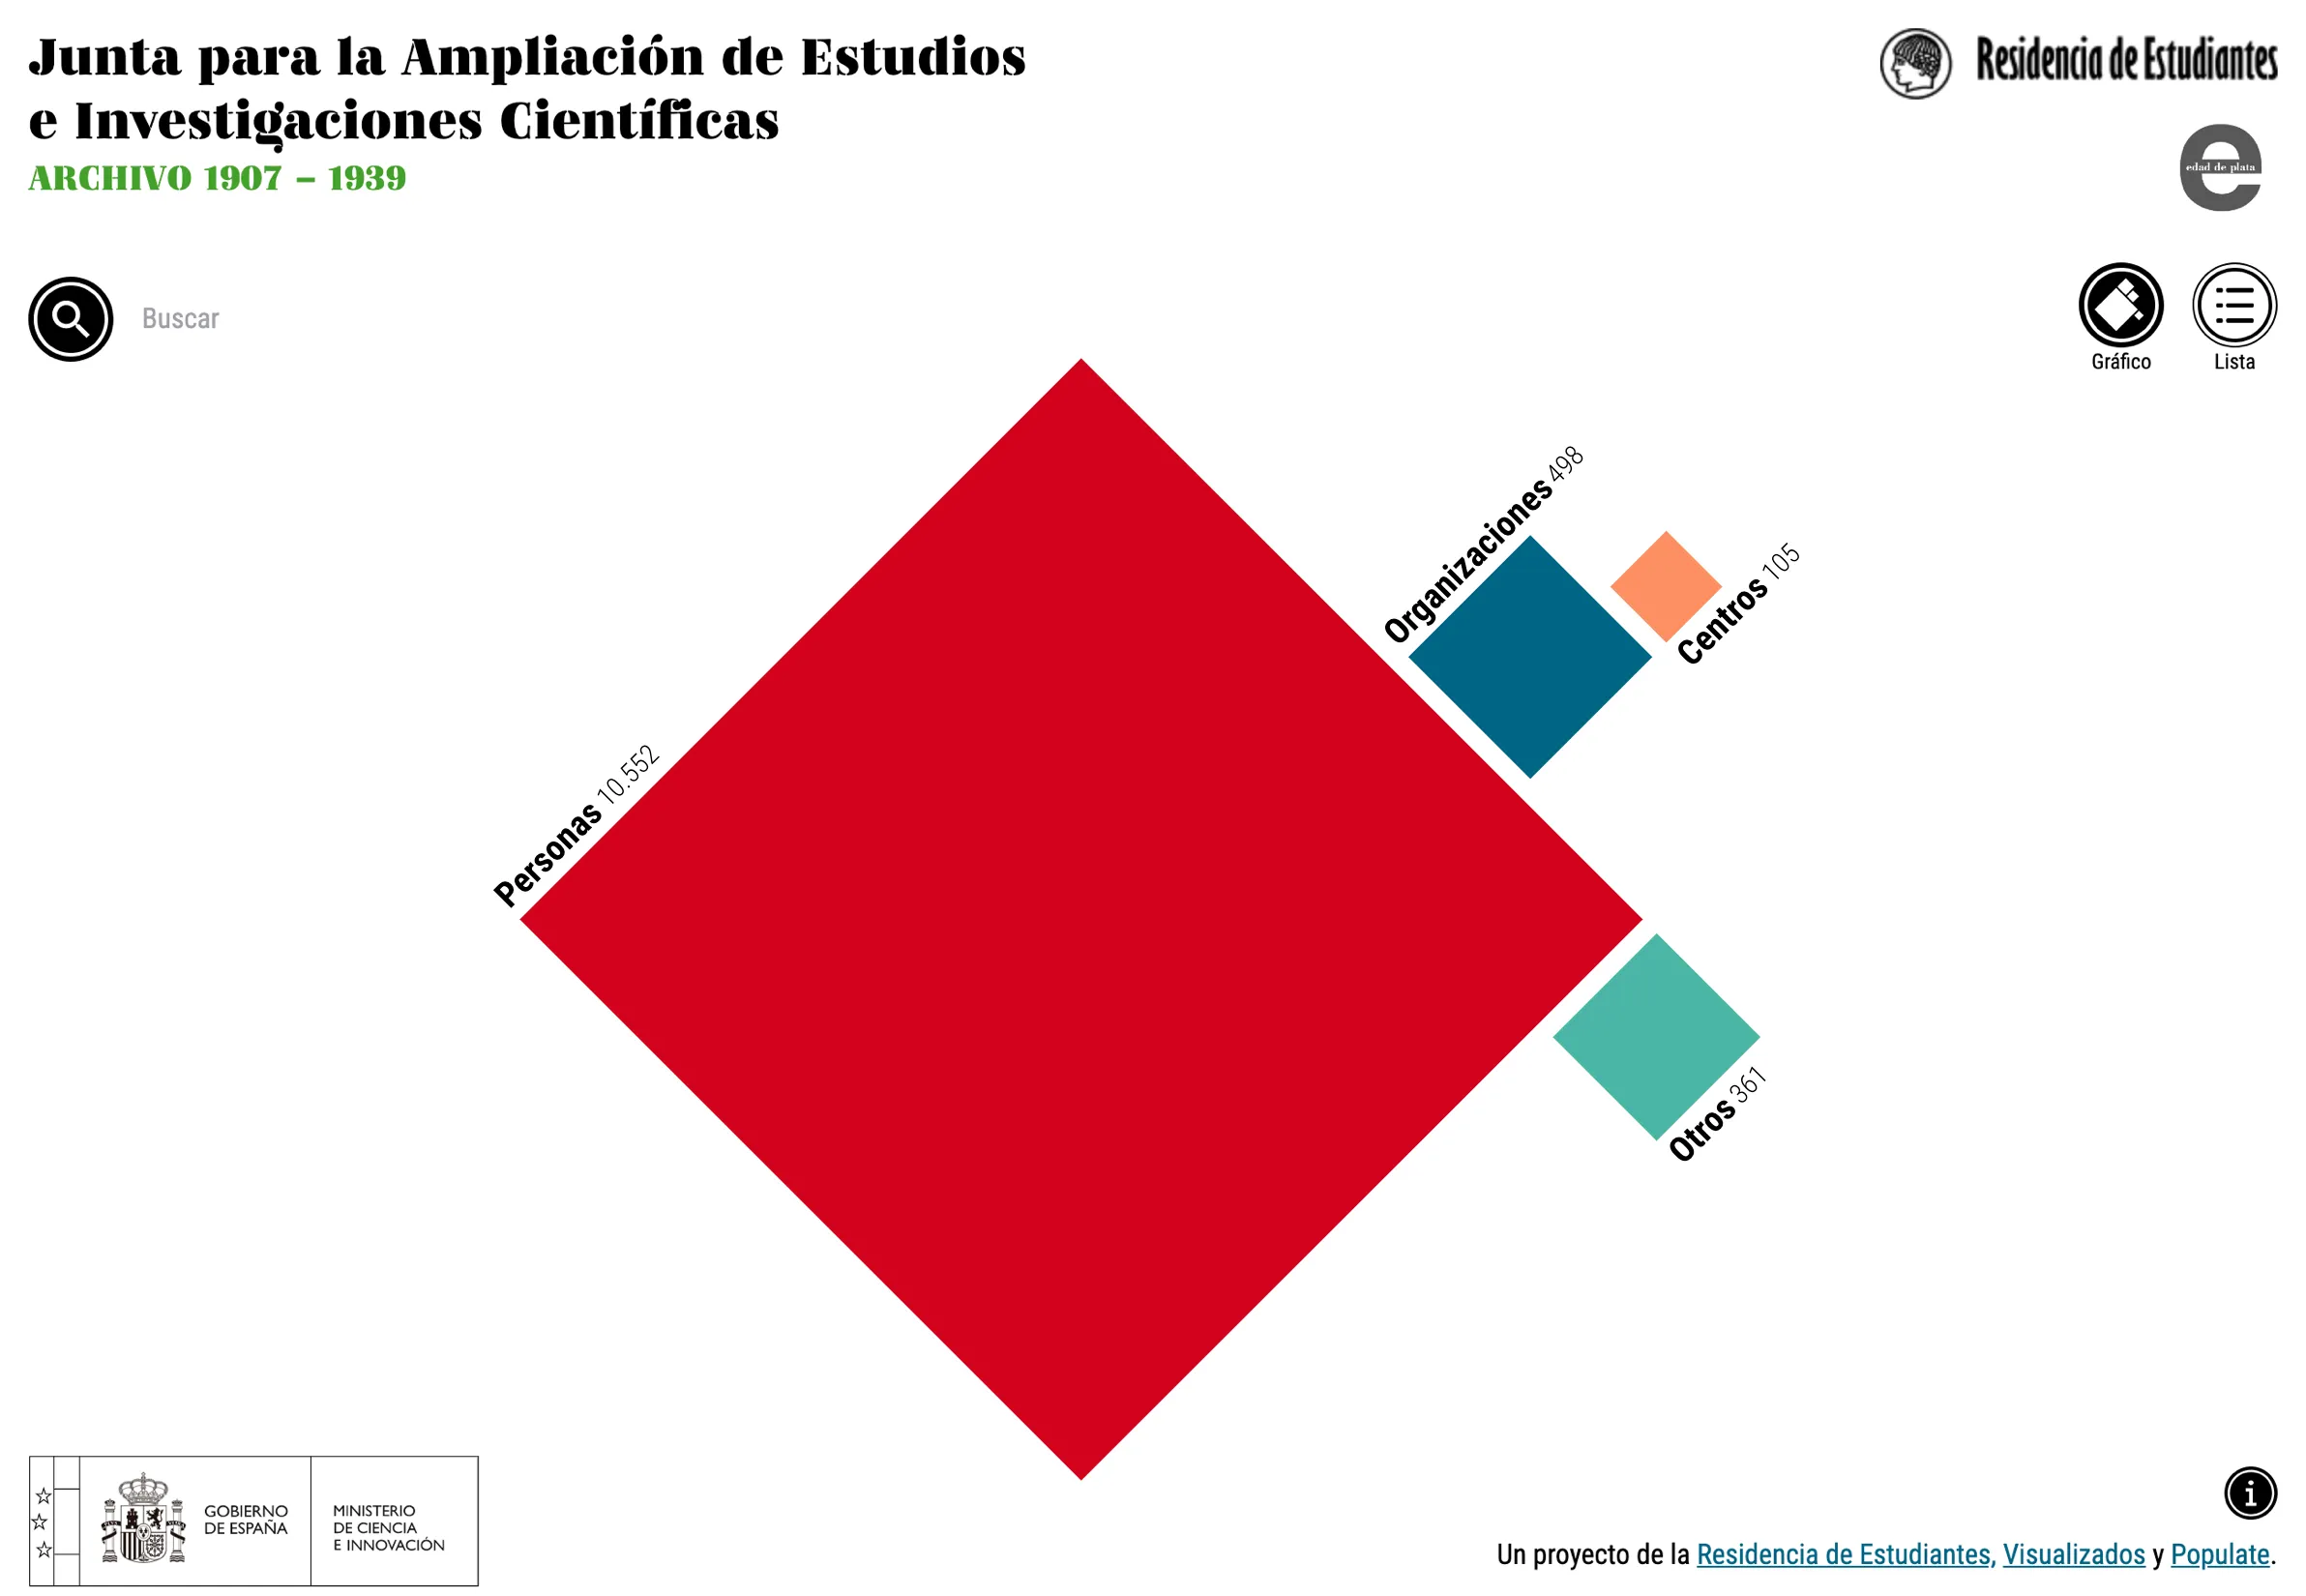 Junta para la Ampliación de Estudios
e Investigaciones Científicas
ARCHIVO 1907 – 1939
Residencia de Estudiantes
edad de plata
Buscar
Gráfico
Lista
Organizaciones 498
Centros 105
Personas 10.552
Otros 361
GOBIERNO
DE ESPAÑA
MINISTERIO
DE CIENCIA
E INNOVACIÓN
Un proyecto de la Residencia de Estudiantes, Visualizados y Populate.